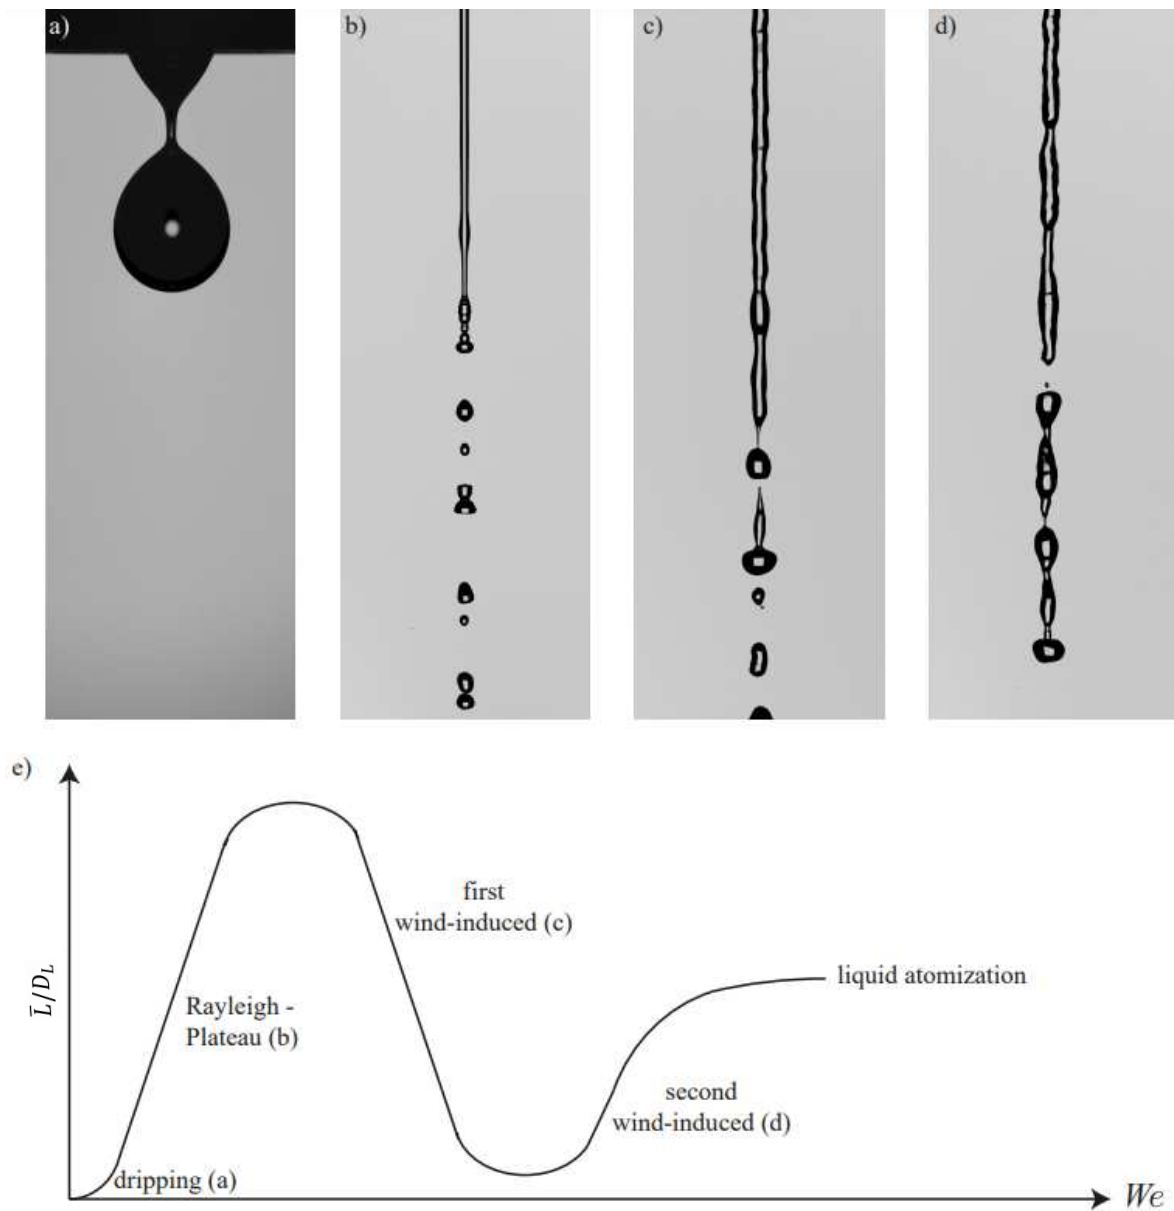 a)
b)
c)
d)
e)
L̄/D_L
first
wind-induced (c)
liquid atomization
Rayleigh -
Plateau (b)
second
wind-induced (d)
dripping (a)
We